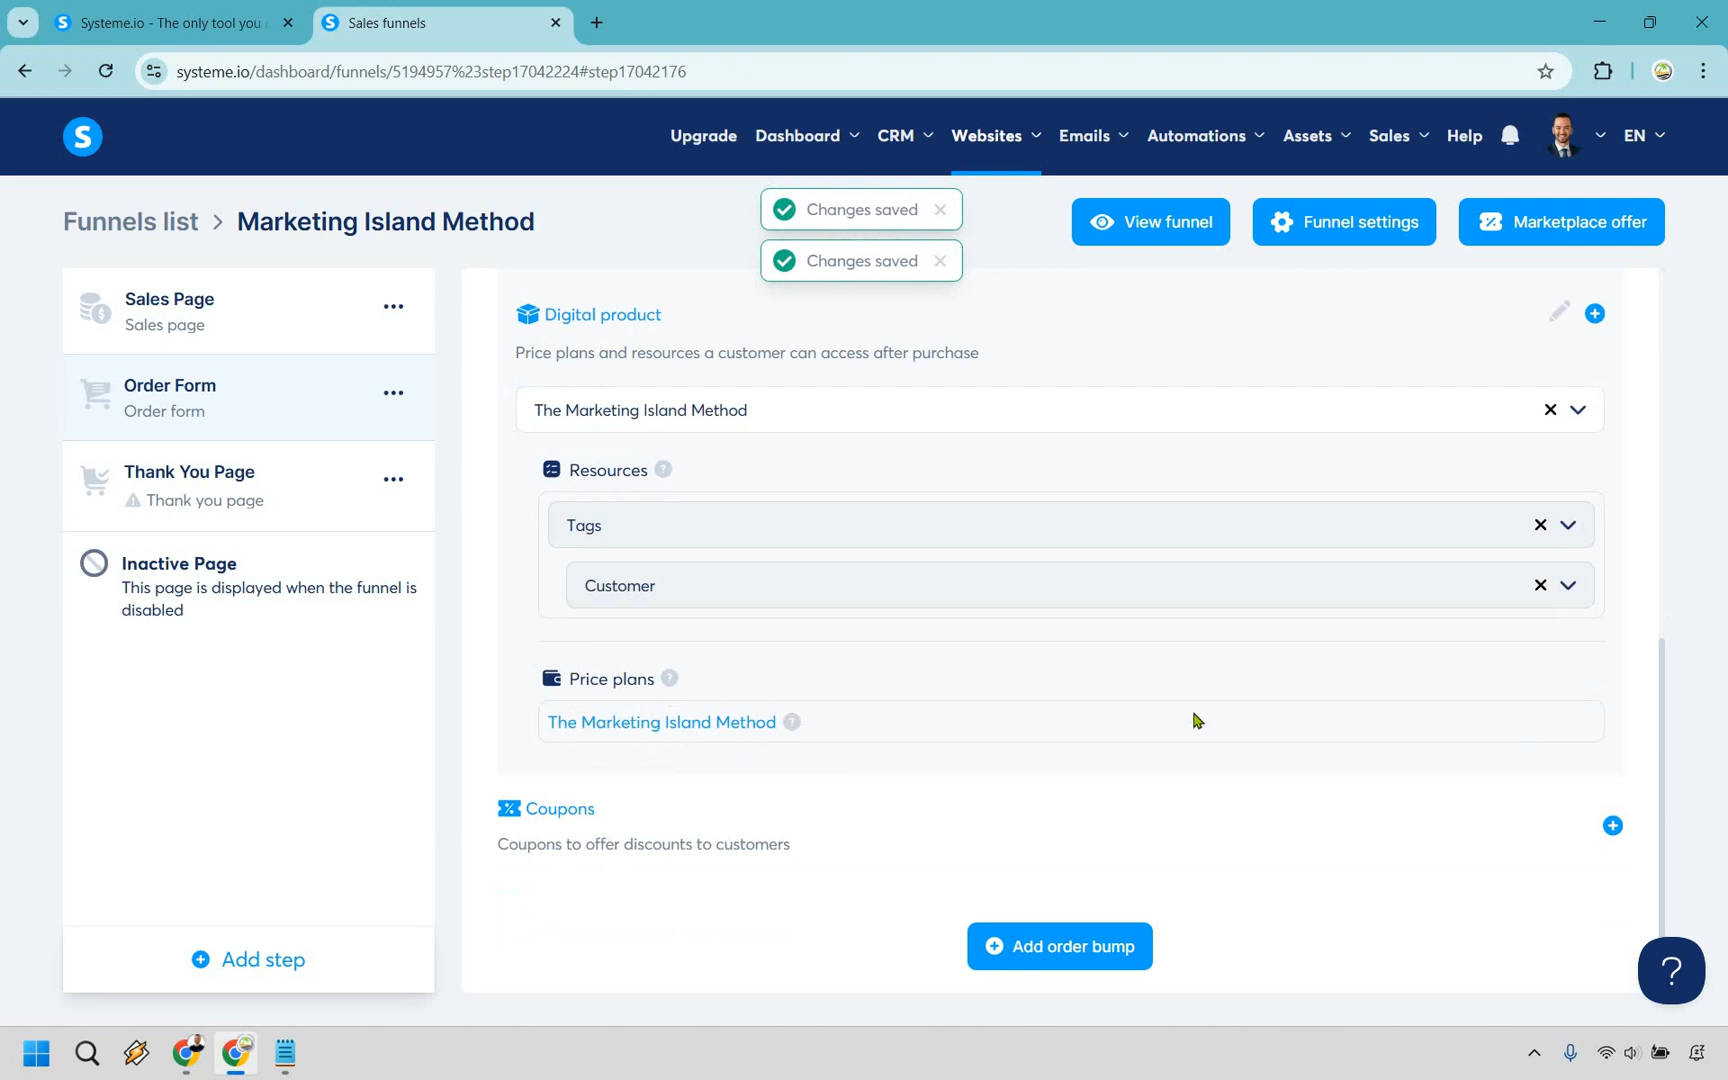 Systeme.io - The only tool you
Sales funnels
systeme.io/dashboard/funnels/5194957%23step17042224#step17042176
S
Upgrade Dashboard CRM Websites Emails Automations Assets Sales Help EN
Funnels list > Marketing Island Method
Changes saved
Changes saved
View funnel
Funnel settings
Marketplace offer
Sales Page
Sales page
Order Form
Order form
Thank You Page
Thank you page
Inactive Page
This page is displayed when the funnel is
disabled
Add step
Digital product
Price plans and resources a customer can access after purchase
The Marketing Island Method
Resources ?
Tags
Customer
Price plans ?
The Marketing Island Method ?
Coupons
Coupons to offer discounts to customers
Add order bump
?